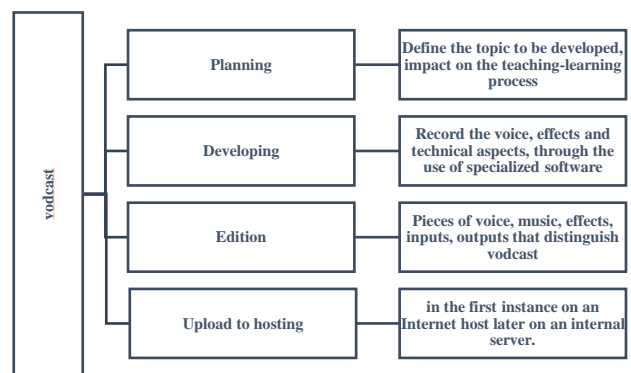 vodcast
Planning
Define the topic to be developed,
impact on the teaching-learning
process
Developing
Record the voice, effects and
technical aspects, through the
use of specialized software
Edition
Pieces of voice, music, effects,
inputs, outputs that distinguish
vodcast
Upload to hosting
in the first instance on an
Internet host later on an internal
server.